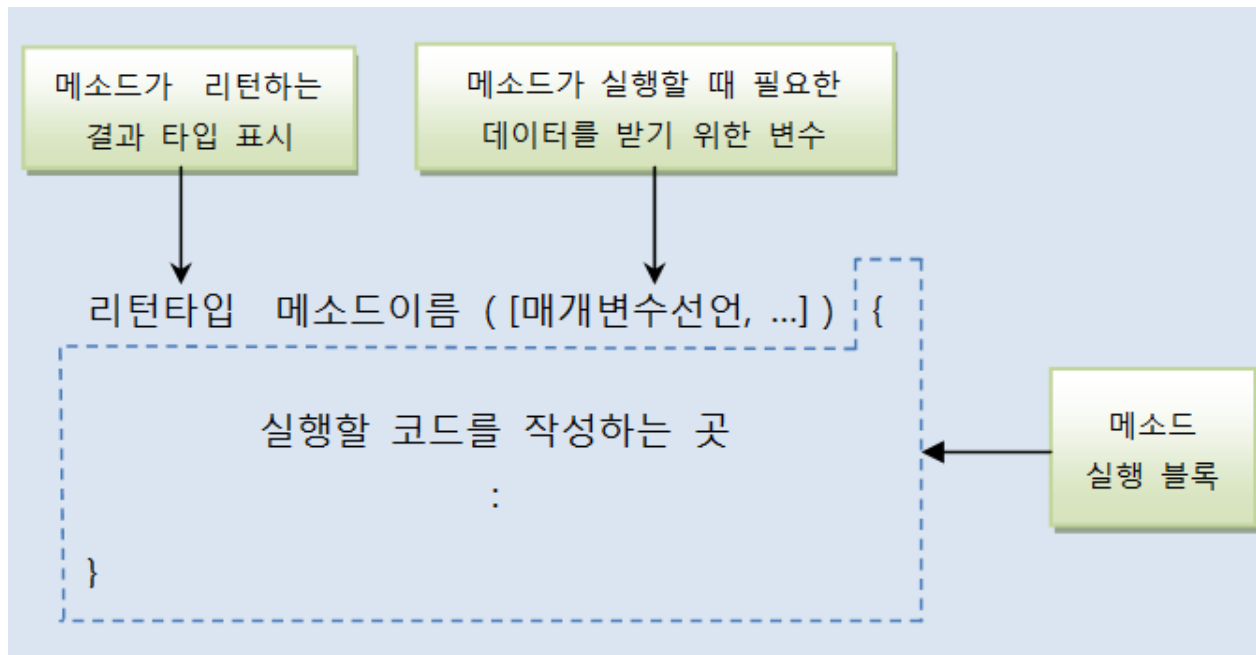 메소드가 리턴하는
결과 타입 표시
메소드가 실행할 때 필요한
데이터를 받기 위한 변수
리턴타입 메소드이름 ( [매개변수선언, ...] ) {
실행할 코드를 작성하는 곳
:
}
메소드
실행 블록